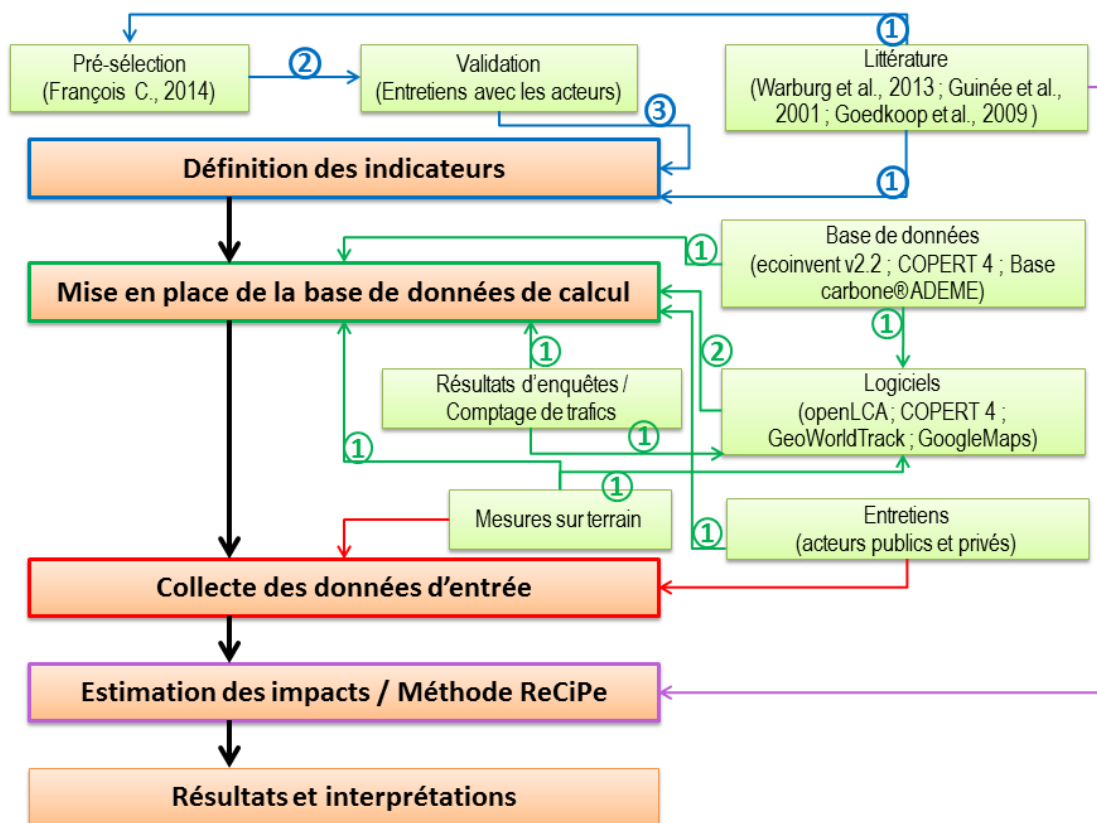 ①
Pré-sélection
(François C., 2014)
②
Validation
(Entretiens avec les acteurs)
Littérature
(Warburg et al., 2013 ; Guinée et al.,
2001 ; Goedkoop et al., 2009 )
③
Définition des indicateurs
①
Base de données
(ecoinvent v2.2 ; COPERT 4 ; Base
carbone®ADEME)
①
Mise en place de la base de données de calcul
①
②
①
Résultats d'enquêtes /
Comptage de trafics
Logiciels
(openLCA; COPERT 4 ;
GeoWorldTrack ; GoogleMaps)
①
①
①
Mesures sur terrain
①
Entretiens
(acteurs publics et privés)
Collecte des données d'entrée
Estimation des impacts / Méthode ReCiPe
Résultats et interprétations